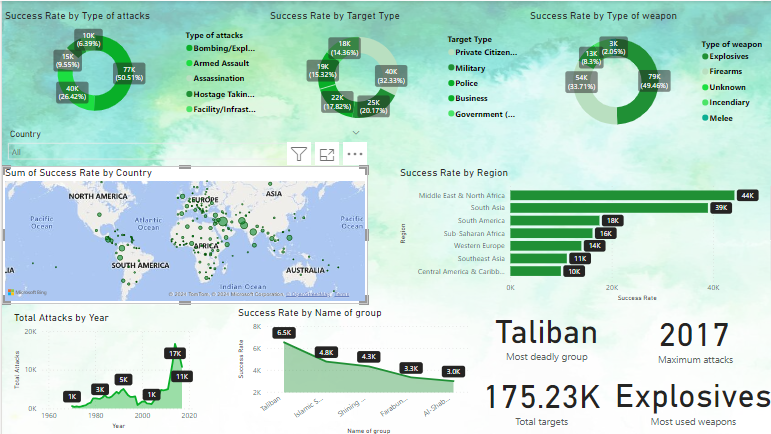 Success Rate by Type of attacks
10K
(6.39%)
15K
(9.55%)
77K
(50.51%)
40K
(26.42%)
Type of attacks
Bombing/Expl...
Armed Assault
Assassination
Hostage Takin...
Facility/Infrast...
Success Rate by Target Type
18K
(14.36%)
19K
(15.32%)
40K
(32.33%)
22K
(17.82%)
25K
(20.17%)
Target Type
Private Citizen...
Military
Police
Business
Government (...
Success Rate by Type of weapon
3K
(2.05%)
13K
(8.3%)
54K
(33.71%)
79K
(49.46%)
Type of weapon
Explosives
Firearms
Unknown
Incendiary
Melee
Country
All
Sum of Success Rate by Country
NORTH AMERICA
EUROPE
ASIA
Pacific
Ocean
Atlantic
Ocean
Pacific
Ocean
AFRICA
SOUTH AMERICA
LIA
Indian Ocean
AUSTRALIA
Microsoft Bing
© 2024 TomTom, © 2024 Microsoft Corporation, © OpenStreetMap Terms
Success Rate by Region
Region
Middle East & North Africa
44K
South Asia
39K
South America
18K
Sub-Saharan Africa
16K
Western Europe
14K
Southeast Asia
11K
Central America & Caribb...
10K
0K
20K
40K
Success Rate
Total Attacks by Year
Total Attacks
20K
10K
0K
1K
3K
5K
1K
17K
11K
1960
1980
2000
2020
Year
Success Rate by Name of group
Success Rate
8K
6K
4K
2K
6.5K
4.8K
4.3K
3.3K
3.0K
Taliban
Islamic S...
Shining ...
Farabun...
Al-Shab...
Name of group
Taliban
Most deadly group
2017
Maximum attacks
175.23K
Total targets
Explosives
Most used weapons